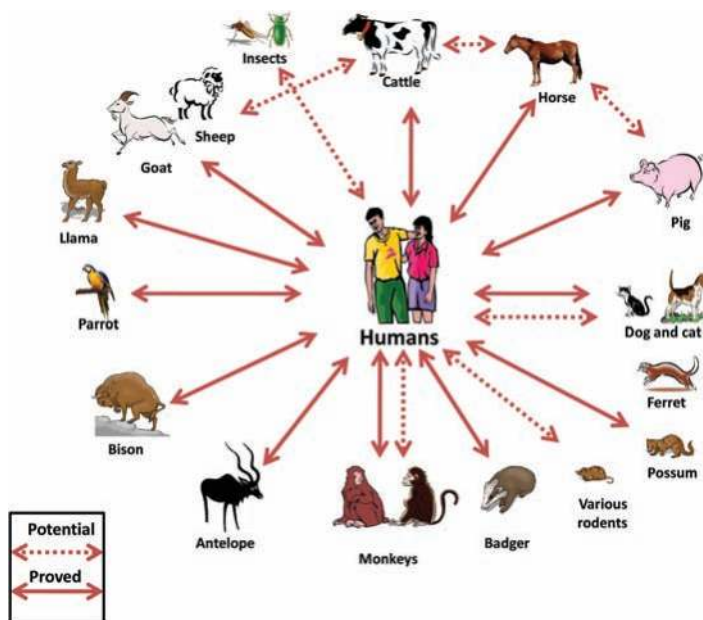 Insects
Cattle
Horse
Sheep
Goat
Pig
Llama
Parrot
Humans
Dog and cat
Ferret
Bison
Possum
Various
rodents
Antelope
Monkeys
Badger
Potential
Proved